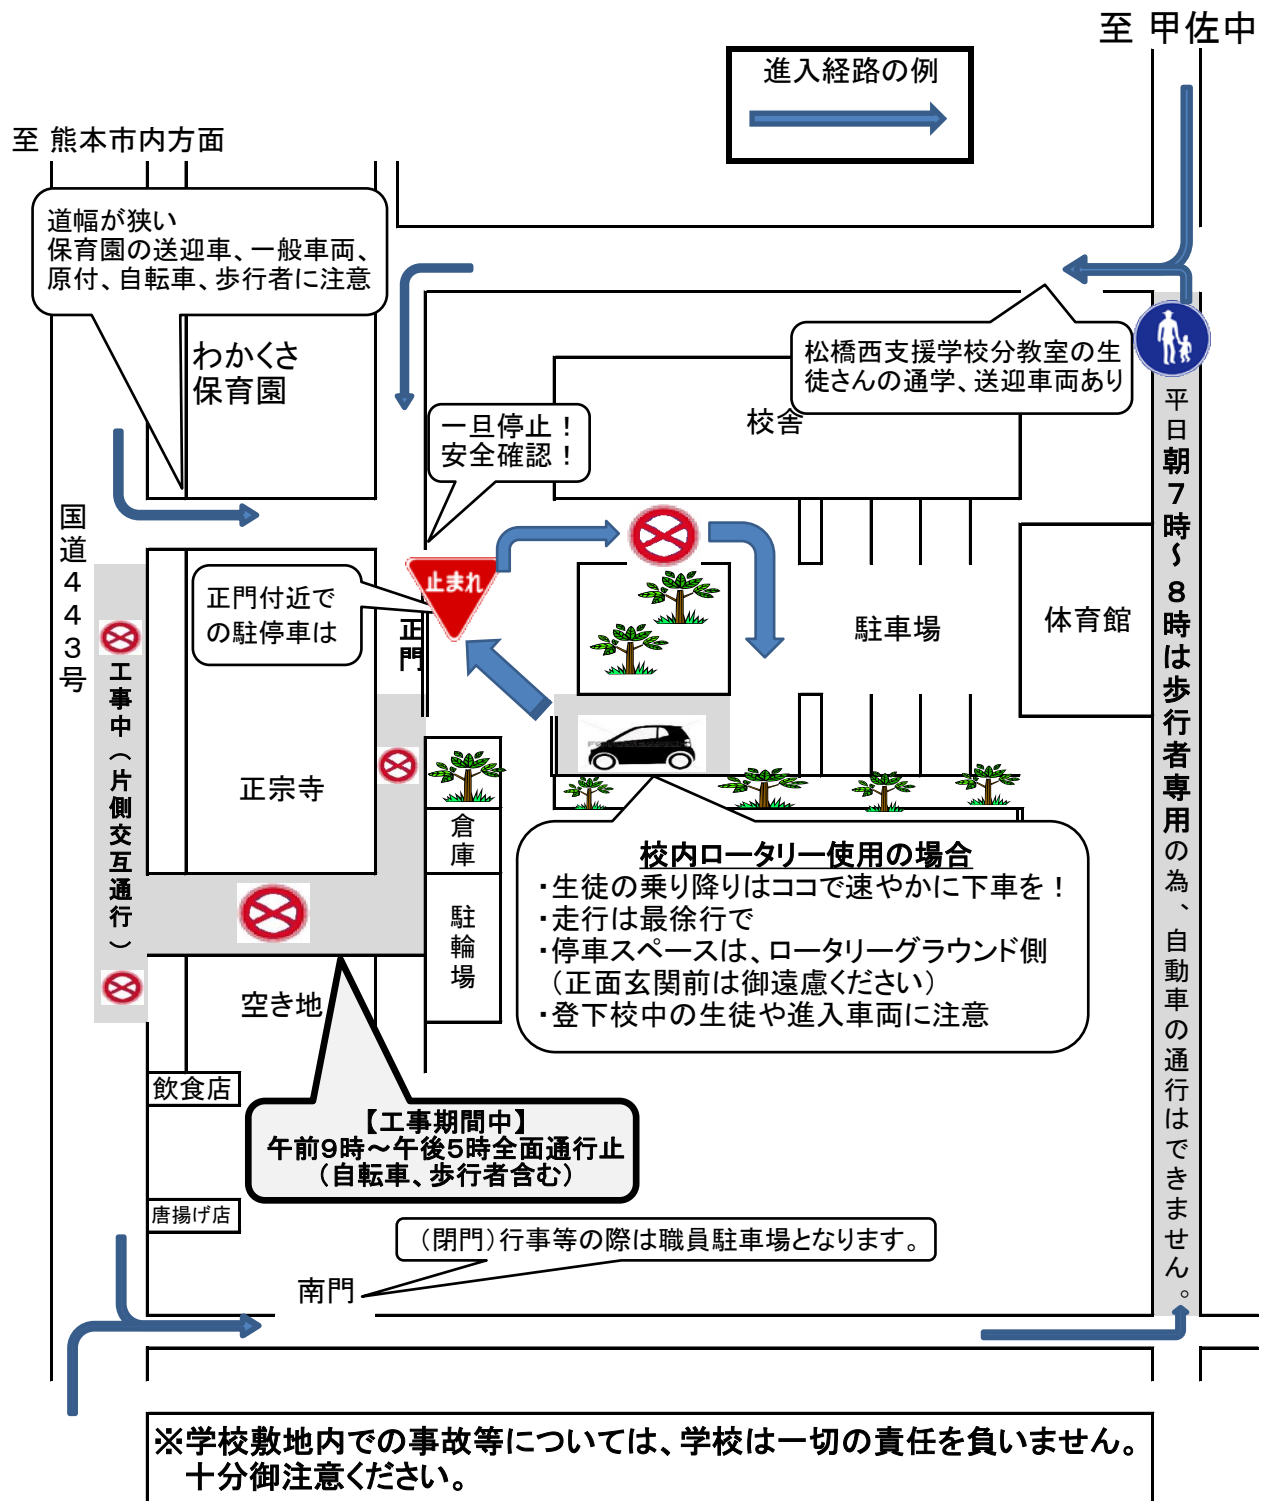 至 甲佐中
進入経路の例
至 熊本市内方面
道幅が狭い
保育園の送迎車、一般車両、
原付、自転車、歩行者に注意
わかくさ
保育園
松橋西支援学校分教室の生
徒さんの通学、送迎車両あり
校舎
一旦停止！
安全確認！
国道４４３号
止まれ
正門付近で
の駐停車は
正門
駐車場
体育館
平日朝７時～８時は歩行者専用の為、自動車の通行はできません。
工事中（片側交互通行）
正宗寺
倉庫
駐輪場
校内ロータリー使用の場合
・生徒の乗り降りはココで速やかに下車を！
・走行は最徐行で
・停車スペースは、ロータリーグラウンド側
（正面玄関前は御遠慮ください）
・登下校中の生徒や進入車両に注意
空き地
飲食店
【工事期間中】
午前９時～午後５時全面通行止
（自転車、歩行者含む）
唐揚げ店
（閉門）行事等の際は職員駐車場となります。
南門
※学校敷地内での事故等については、学校は一切の責任を負いません。
十分御注意ください。